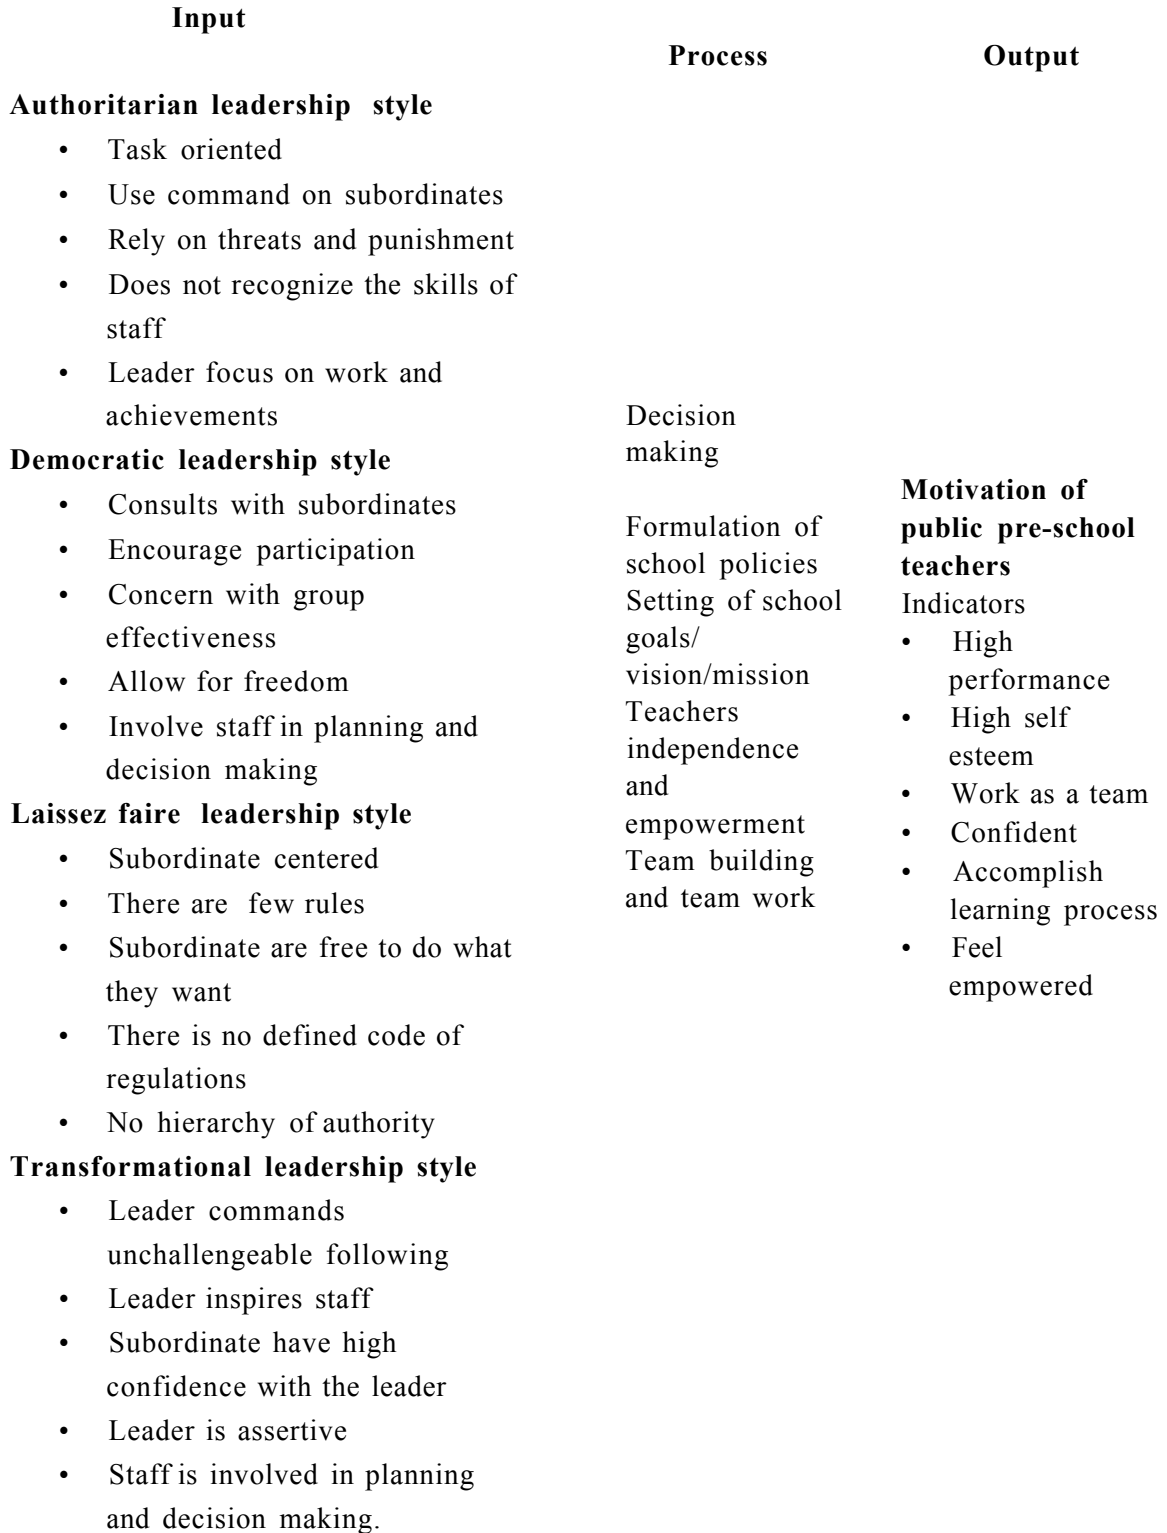 Input
Process
Output
Authoritarian leadership style
• Task oriented
• Use command on subordinates
• Rely on threats and punishment
• Does not recognize the skills of
staff
• Leader focus on work and
achievements
Democratic leadership style
• Consults with subordinates
• Encourage participation
• Concern with group
effectiveness
• Allow for freedom
• Involve staff in planning and
decision making
Laissez faire leadership style
• Subordinate centered
• There are few rules
• Subordinate are free to do what
they want
• There is no defined code of
regulations
• No hierarchy of authority
Transformational leadership style
• Leader commands
unchallengeable following
• Leader inspires staff
• Subordinate have high
confidence with the leader
• Leader is assertive
• Staff is involved in planning
and decision making.
Decision
making
Formulation of
school policies
Setting of school
goals/
vision/mission
Teachers
independence
and
empowerment
Team building
and team work
Motivation of
public pre-school
teachers
Indicators
• High
performance
• High self
esteem
• Work as a team
• Confident
• Accomplish
learning process
• Feel
empowered